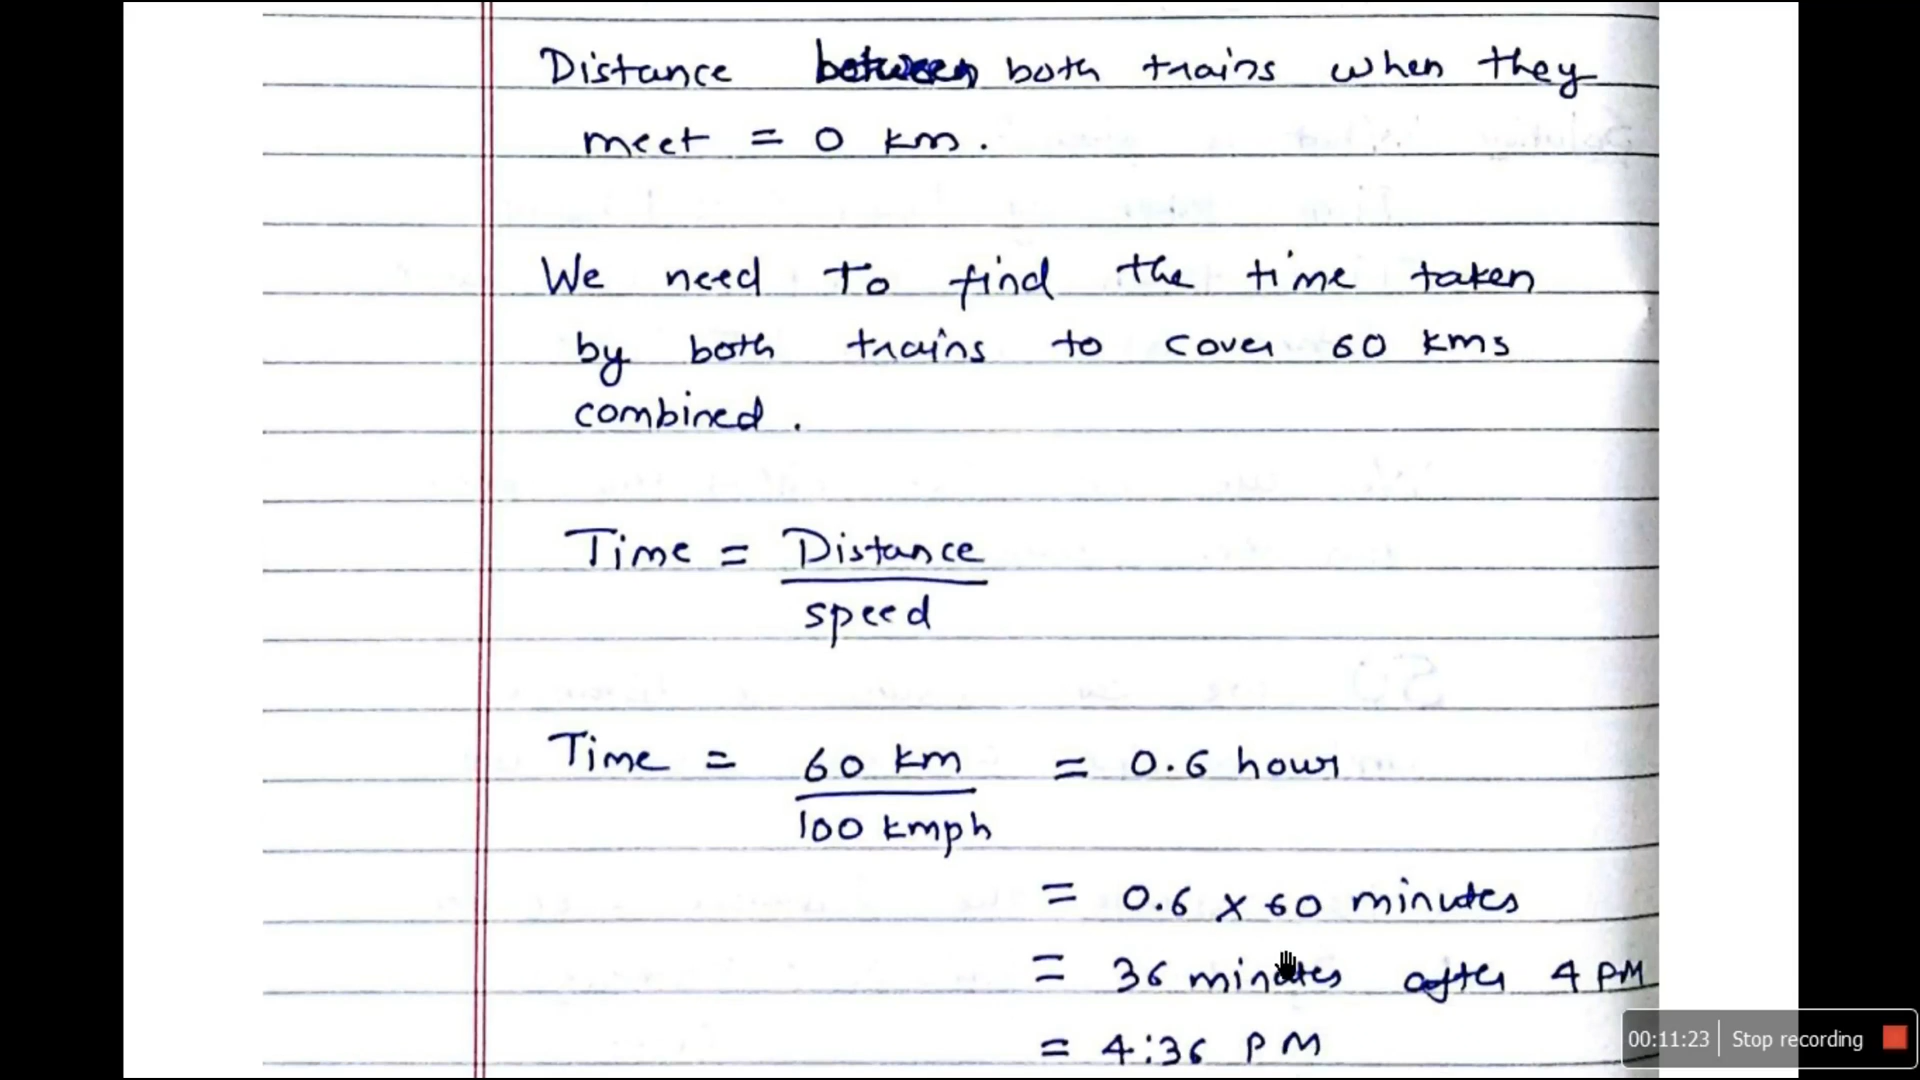 Distance between both trains when they
meet = 0 km.
We need to find the time taken
by both trains to cover 60 kms
combined.
Time = Distance
speed
Time = 60 km = 0.6 hour
100 kmph
= 0.6 x 60 minutes
= 36 minutes after 4 PM
= 4:36 PM
00:11:23 Stop recording